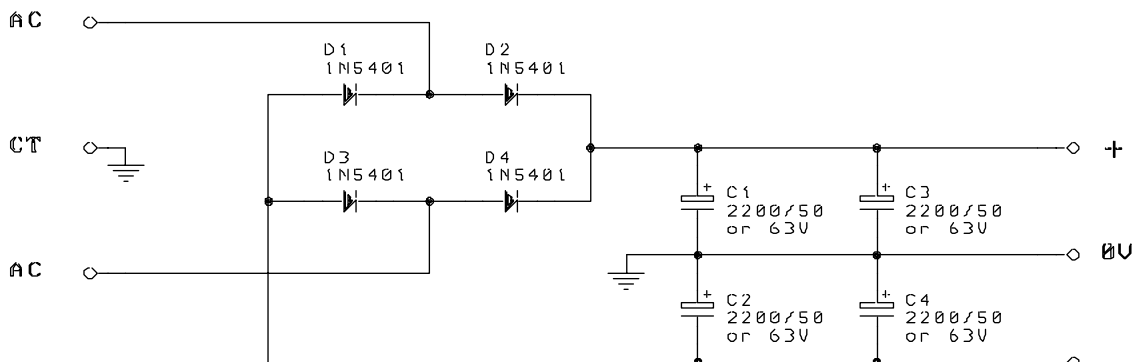 AC
D1
1N5401
D2
1N5401
CT
D3
1N5401
D4
1N5401
+
+ C1
2200/50
or 63V
+ C3
2200/50
or 63V
AC
0V
+ C2
2200/50
or 63V
+ C4
2200/50
or 63V